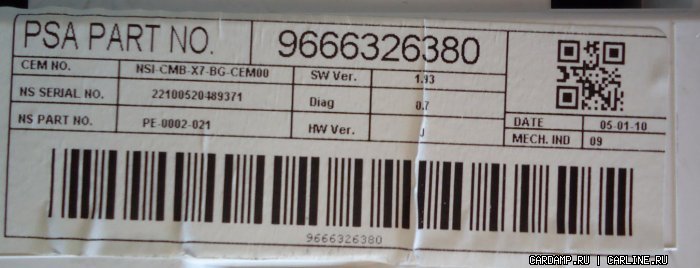 PSA PART NO. 9666326380
CEM NO. NSI-CMB-X7-BG-CEM00 SW Ver. 1.93
NS SERIAL NO. 22100520489371 Diag 0.7
NS PART NO. PE-0002-021 HW Ver. J
DATE 05-01-10
MECH. IND 09
9666326380
CARDAMP.RU | CARLINE.RU